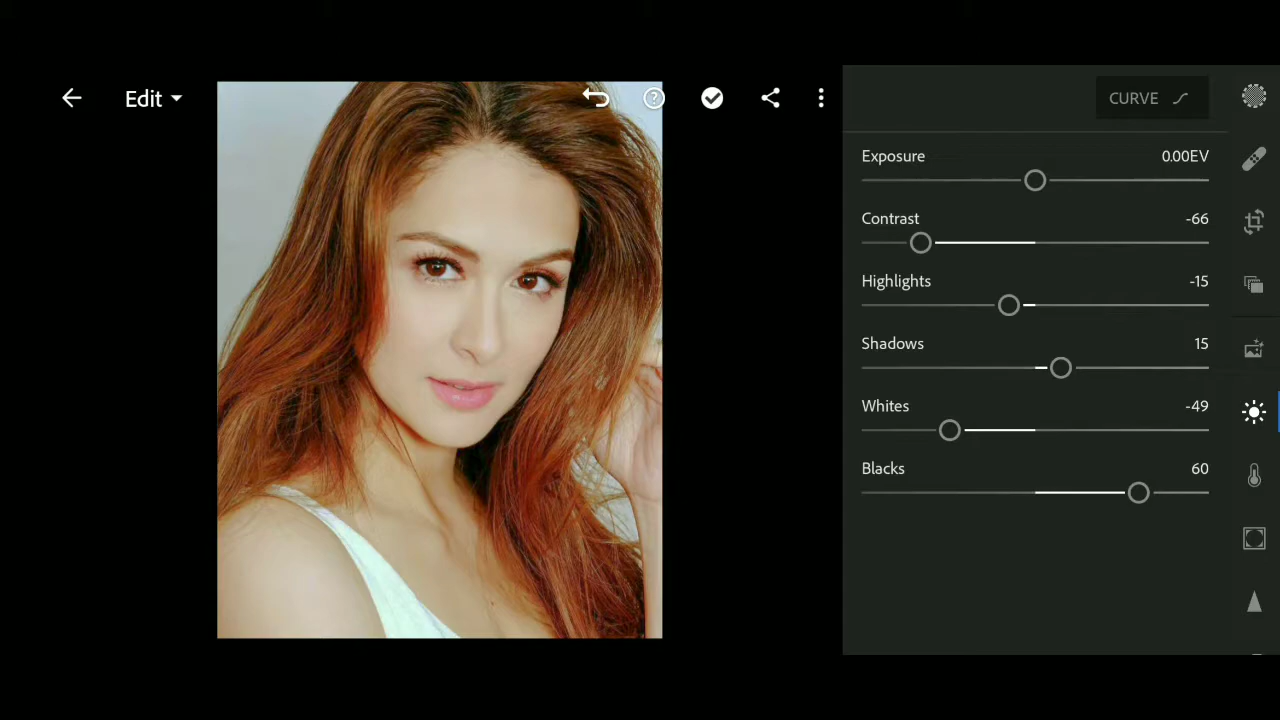 Edit
CURVE
Exposure 0.00EV
Contrast -66
Highlights -15
Shadows 15
Whites -49
Blacks 60